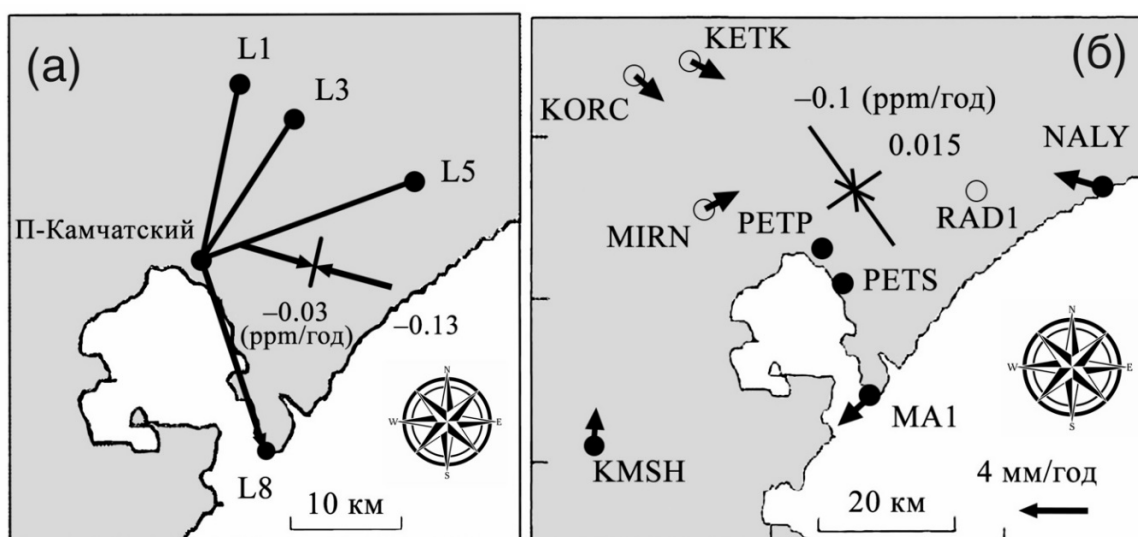 (а)
L1
L3
L5
П-Камчатский
−0.03
(ppm/год)
−0.13
N
W
E
S
L8
10 км
(б)
KETK
KORC
−0.1 (ppm/год)
0.015
NALY
MIRN
PETP
RAD1
PETS
N
W
E
S
MA1
KMSH
4 мм/год
20 км